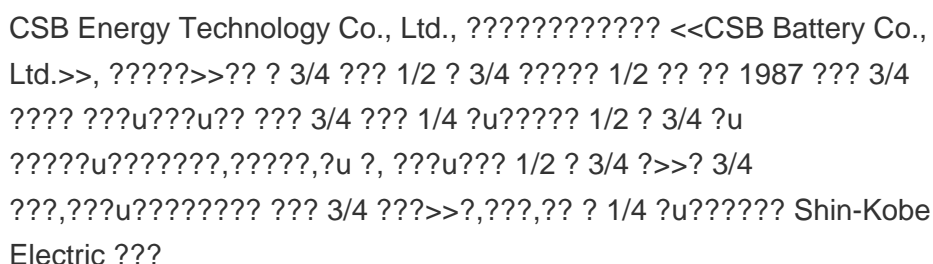 CSB Energy Technology Co., Ltd., ???????????? <<CSB Battery Co.,
Ltd.>>, ?????>>?? ? 3/4 ??? 1/2 ? 3/4 ????? 1/2 ?? ?? 1987 ??? 3/4
???? ???u???u?? ??? 3/4 ??? 1/4 ?u????? 1/2 ? 3/4 ?u
?????u???????,?????,?u ?, ???u??? 1/2 ? 3/4 ?>>? 3/4
???,???u???????? ??? 3/4 ???>>?,???,?? ? 1/4 ?u?????? Shin-Kobe
Electric ???